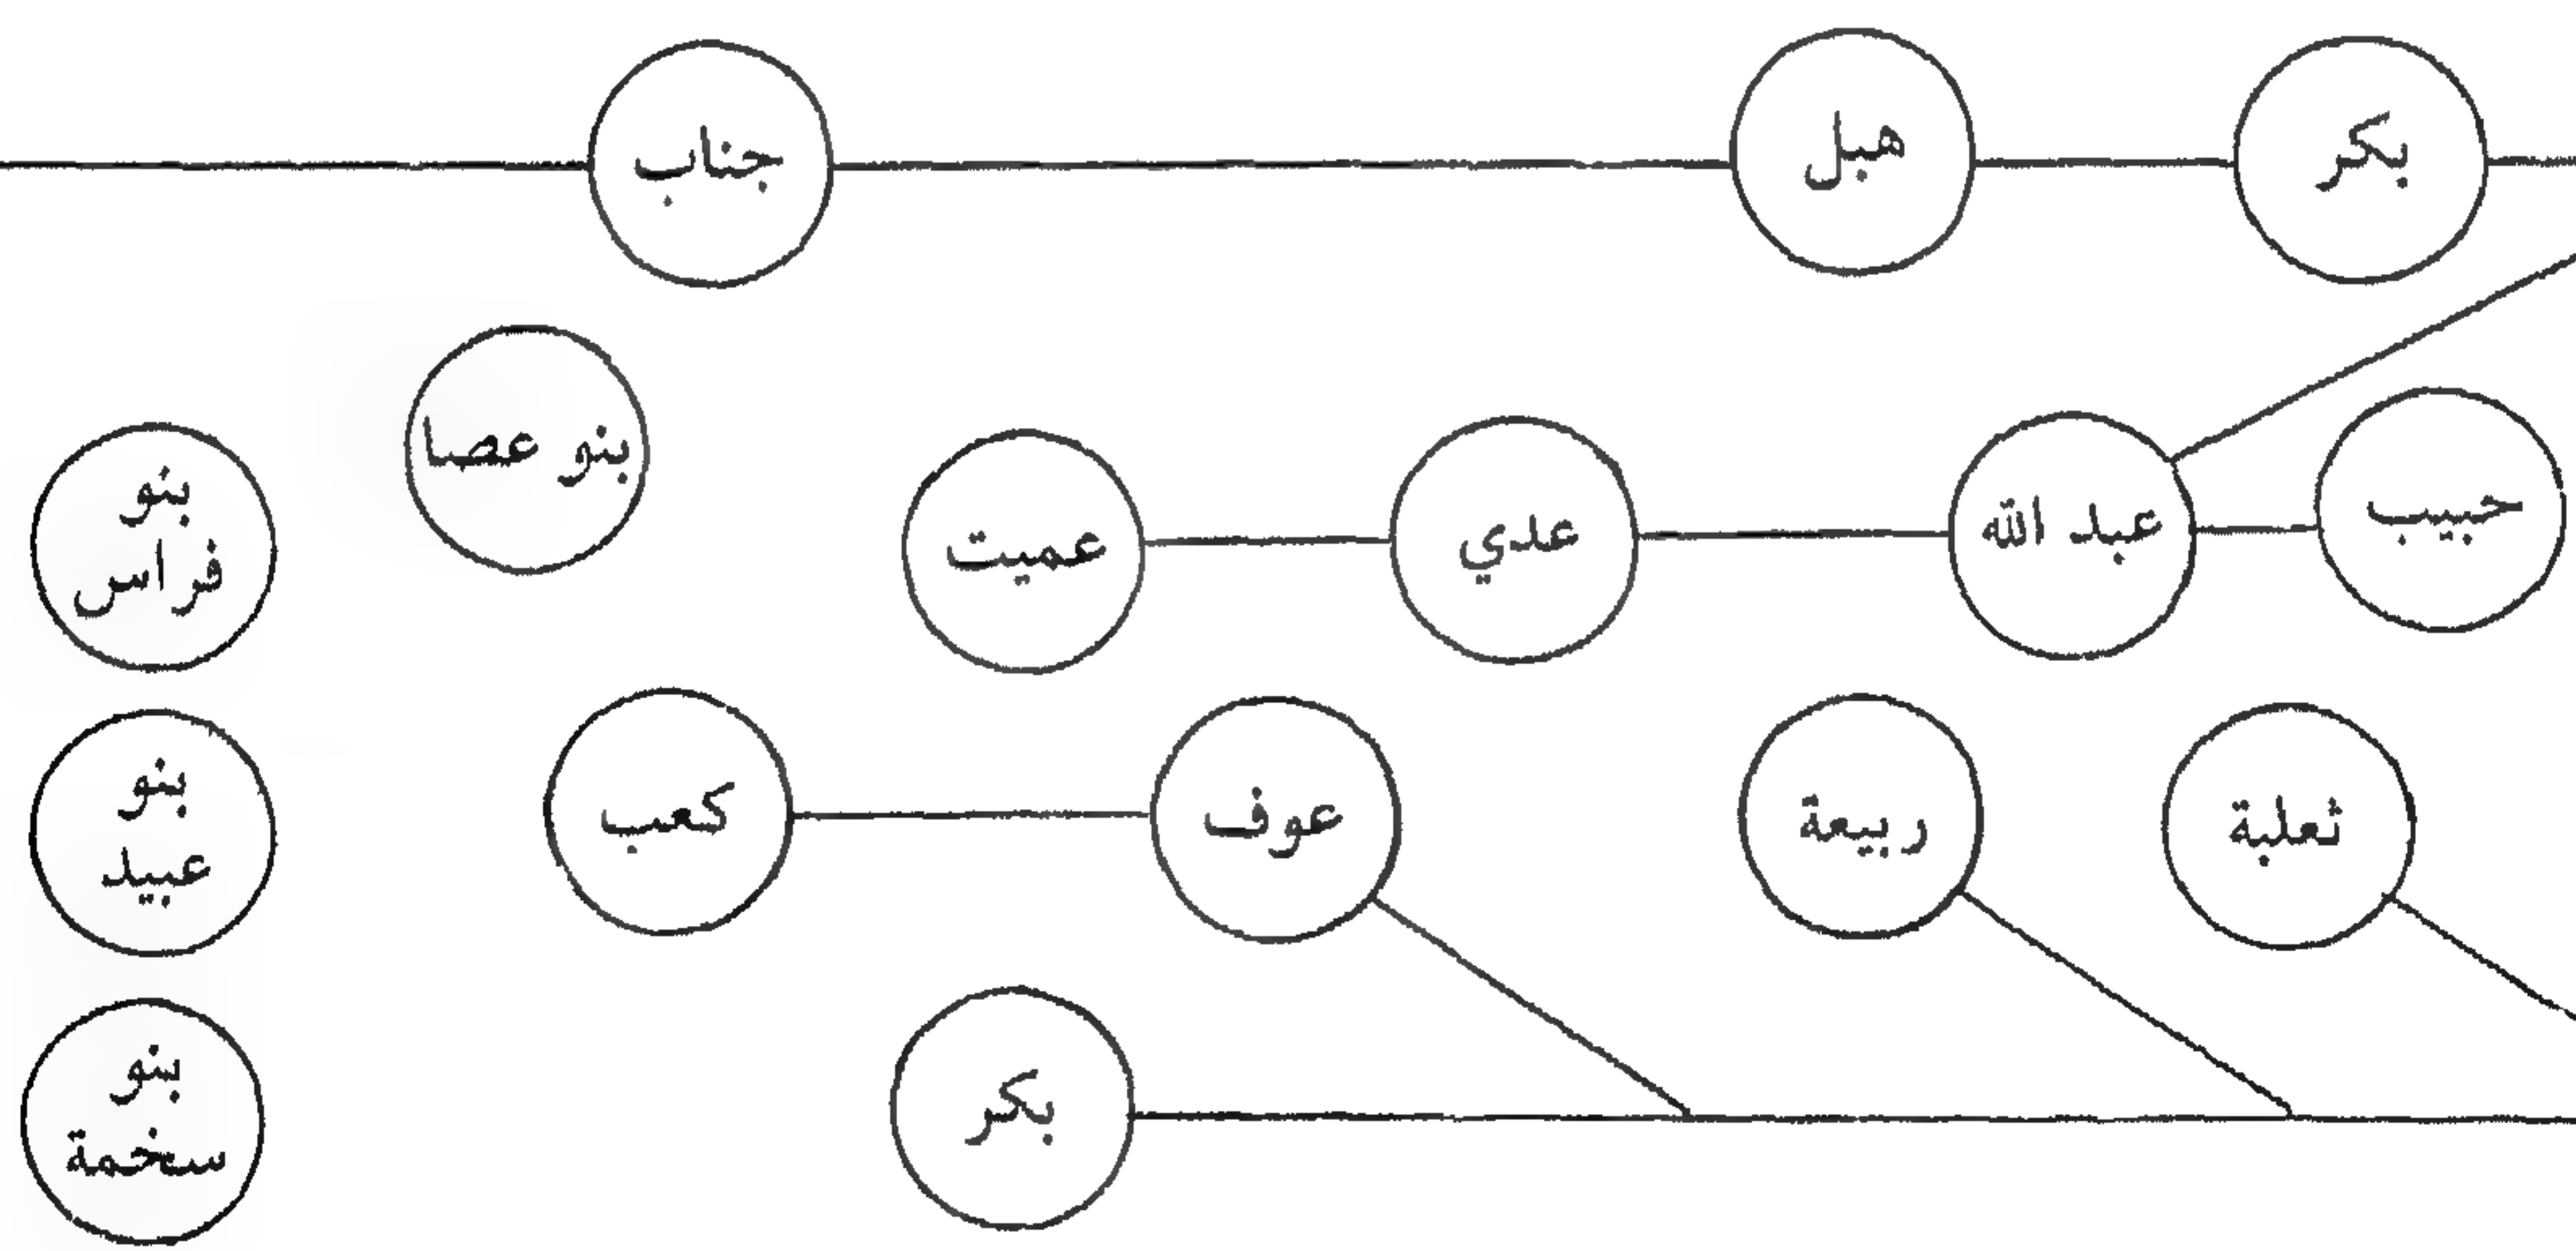 بكر
هبل
جناب
حبيب
عبد الله
عدي
عميت
بنو عصا
بنو
فراس
ثعلبة
ربيعة
عوف
كعب
بنو
عبيد
بكر
بنو
سخمة